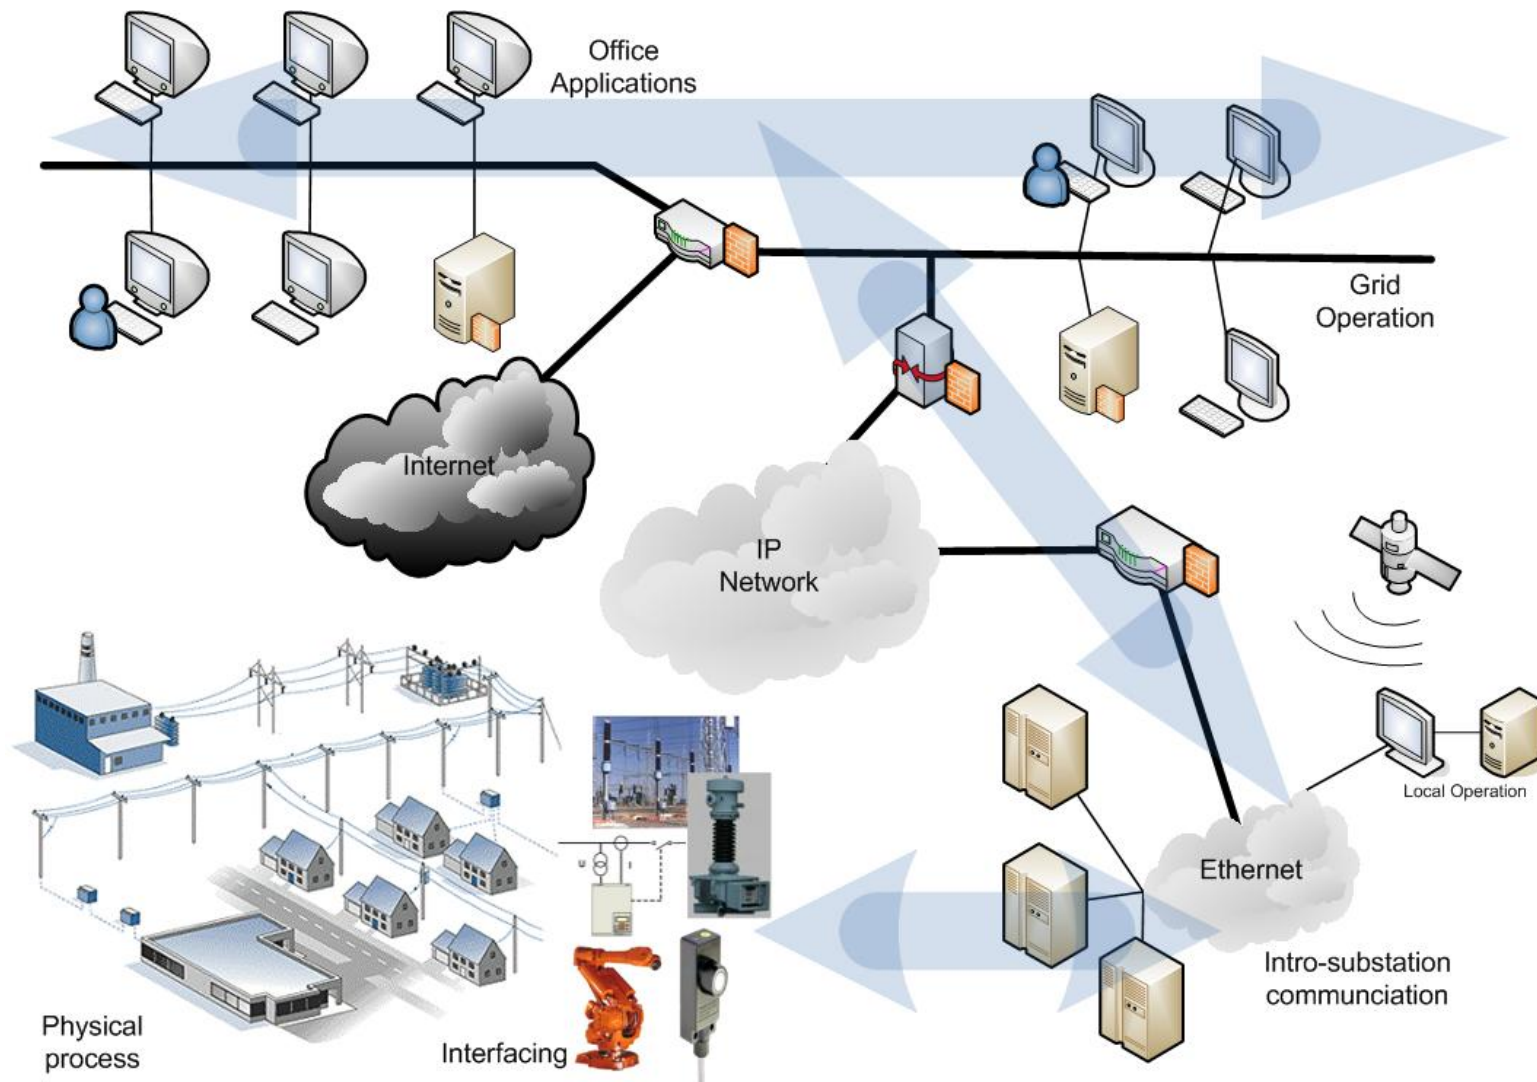 Office
Applications
Grid
Operation
Internet
IP
Network
Local Operation
Ethernet
Intro-substation
communciation
Physical
process
Interfacing